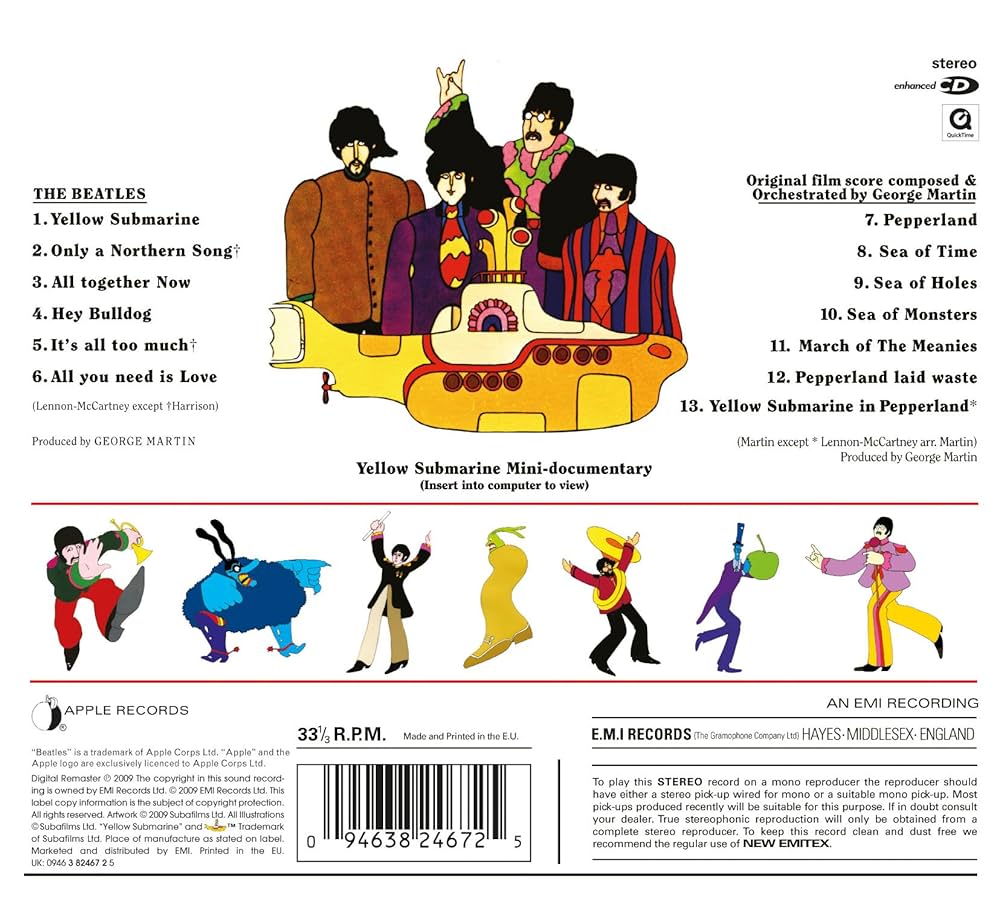 stereo
enhanced CD
QuickTime
THE BEATLES
1. Yellow Submarine
2. Only a Northern Song†
3. All together Now
4. Hey Bulldog
5. It's all too much†
6. All you need is Love
(Lennon-McCartney except †Harrison)
Produced by GEORGE MARTIN
Original film score composed &
Orchestrated by George Martin
7. Pepperland
8. Sea of Time
9. Sea of Holes
10. Sea of Monsters
11. March of The Meanies
12. Pepperland laid waste
13. Yellow Submarine in Pepperland*
(Martin except * Lennon-McCartney arr. Martin)
Produced by George Martin
Yellow Submarine Mini-documentary
(Insert into computer to view)
APPLE RECORDS
®
"Beatles" is a trademark of Apple Corps Ltd. "Apple" and the
Apple logo are exclusively licenced to Apple Corps Ltd.
Digital Remaster ℗ 2009 The copyright in this sound record-
ing is owned by EMI Records Ltd. © 2009 EMI Records Ltd. This
label copy information is the subject of copyright protection.
All rights reserved. Artwork © 2009 Subafilms Ltd. All Illustrations
© Subafilms Ltd. "Yellow Submarine" and ™ Trademark
of Subafilms Ltd. Place of manufacture as stated on label.
Marketed and distributed by EMI. Printed in the EU.
UK: 0946 3 82467 2 5
33⅓ R.P.M. Made and Printed in the E.U.
0 94638 24672 5
AN EMI RECORDING
E.M.I RECORDS (The Gramophone Company Ltd) HAYES · MIDDLESEX · ENGLAND
To play this STEREO record on a mono reproducer the reproducer should
have either a stereo pick-up wired for mono or a suitable mono pick-up. Most
pick-ups produced recently will be suitable for this purpose. If in doubt consult
your dealer. True stereophonic reproduction will only be obtained from a
complete stereo reproducer. To keep this record clean and dust free we
recommend the regular use of NEW EMITEX.